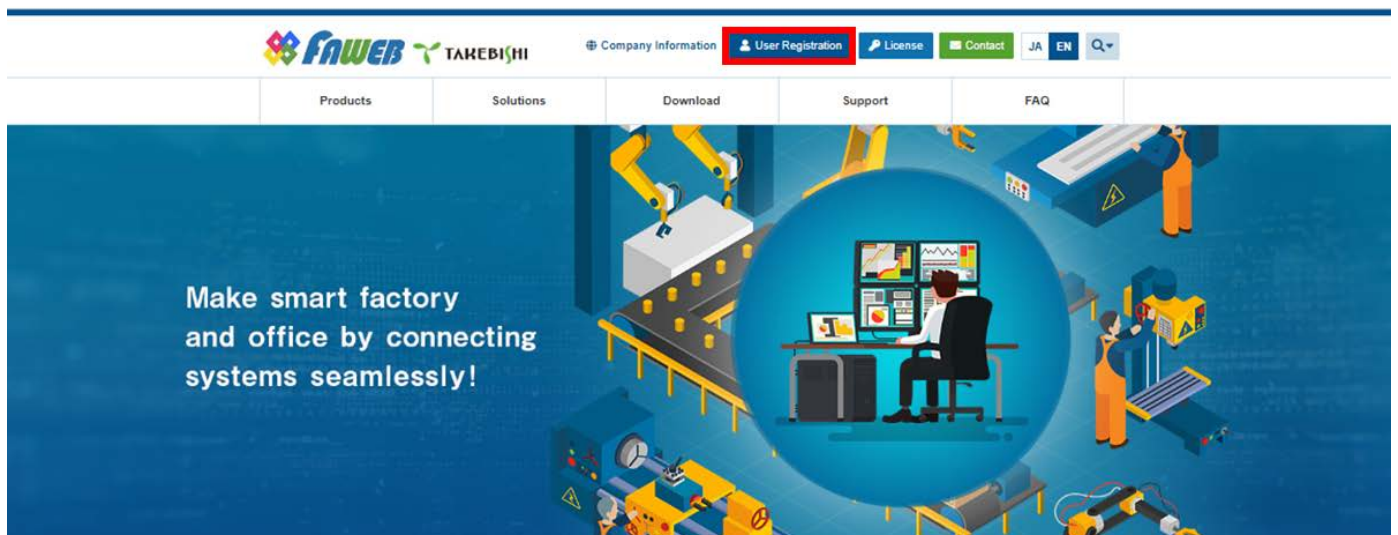 FAWEB TAKEBISHI Company Information User Registration License Contact JA EN
Products Solutions Download Support FAQ
Make smart factory
and office by connecting
systems seamlessly!